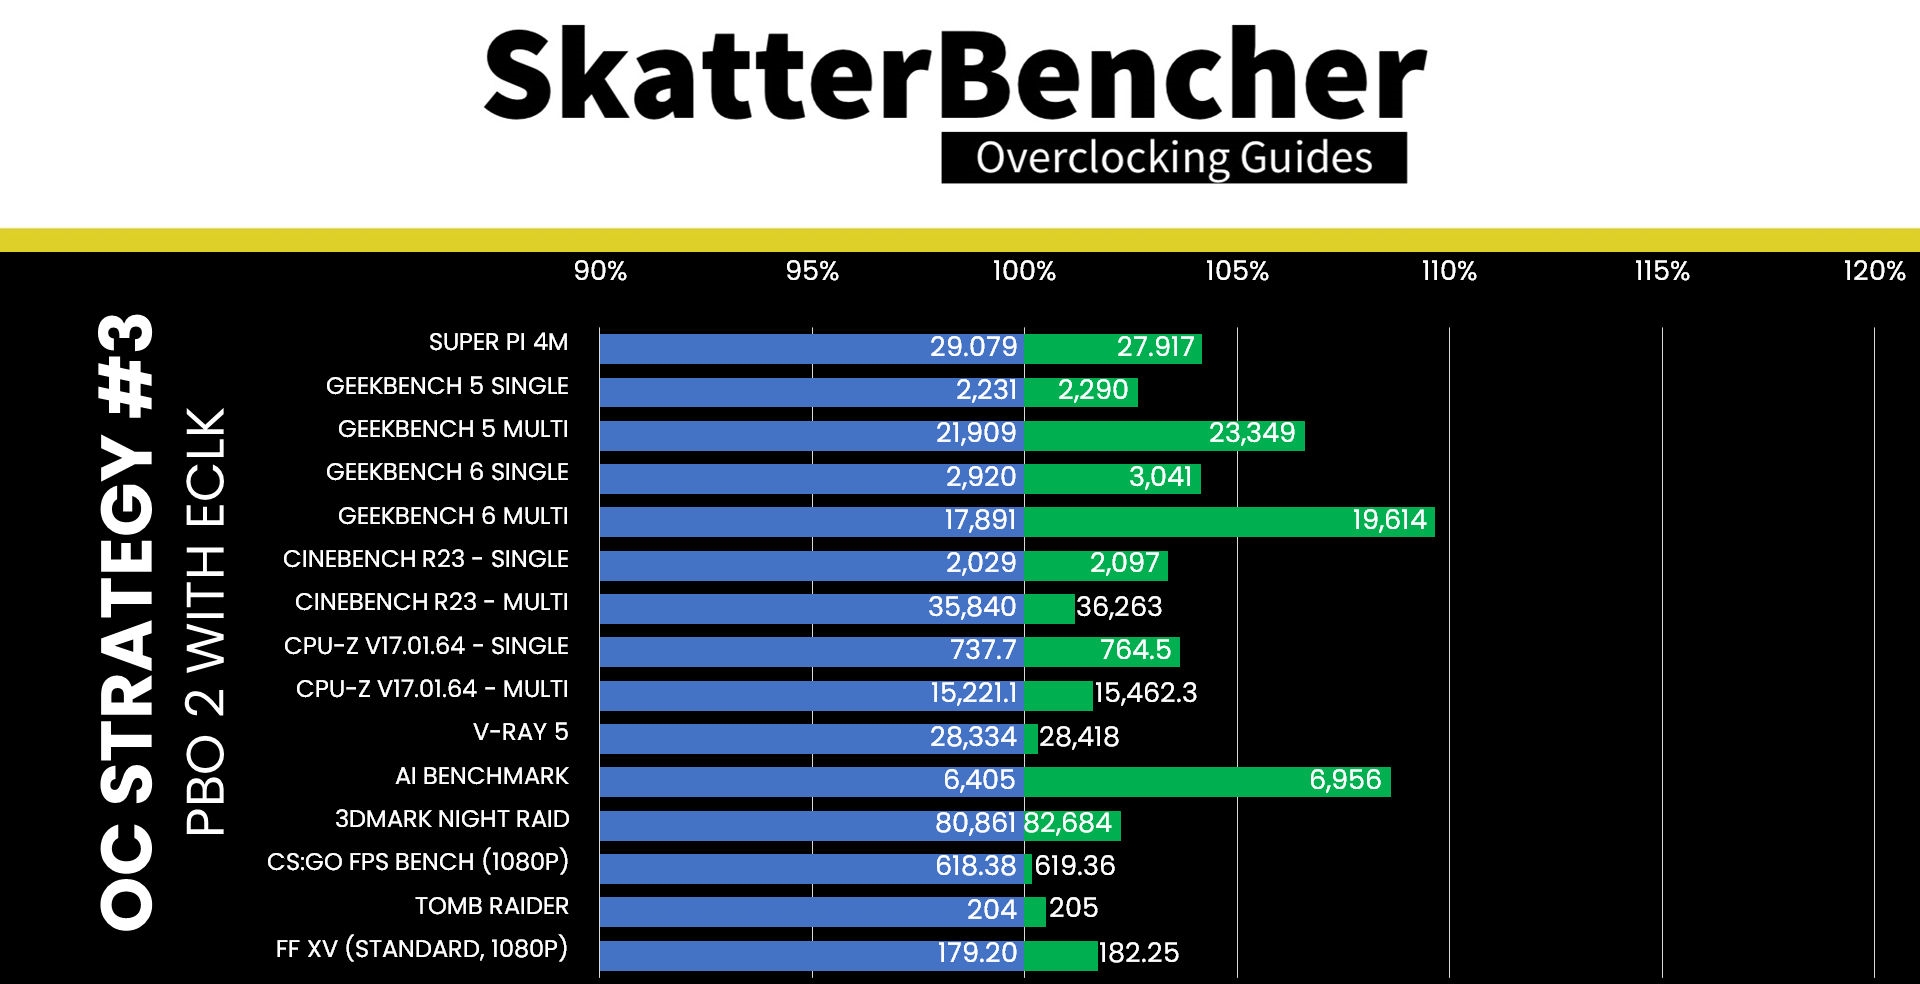 SkatterBencher
Overclocking Guides
90% 95% 100% 105% 110% 115% 120%
OC STRATEGY #3
PBO 2 WITH ECLK
SUPER PI 4M 29.079 27.917
GEEKBENCH 5 SINGLE 2,231 2,290
GEEKBENCH 5 MULTI 21,909 23,349
GEEKBENCH 6 SINGLE 2,920 3,041
GEEKBENCH 6 MULTI 17,891 19,614
CINEBENCH R23 - SINGLE 2,029 2,097
CINEBENCH R23 - MULTI 35,840 36,263
CPU-Z V17.01.64 - SINGLE 737.7 764.5
CPU-Z V17.01.64 - MULTI 15,221.1 15,462.3
V-RAY 5 28,334 28,418
AI BENCHMARK 6,405 6,956
3DMARK NIGHT RAID 80,861 82,684
CS:GO FPS BENCH (1080P) 618.38 619.36
TOMB RAIDER 204 205
FF XV (STANDARD, 1080P) 179.20 182.25